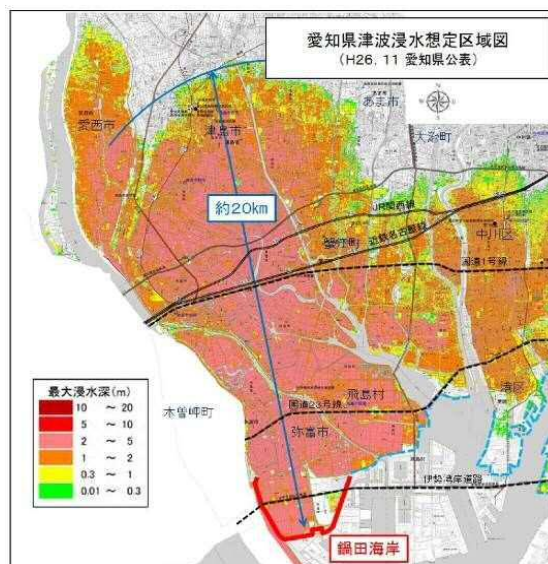 愛知県津波浸水想定区域図
(H26. 11 愛知県公表)
あま市
愛西市
津島市
大治町
約20km
JR関西線
蟹江町
近鉄名古屋線
中川区
国道1号線
最大浸水深(m)
10 ～ 20
5 ～ 10
2 ～ 5
1 ～ 2
0.3 ～ 1
0.01 ～ 0.3
木曽岬町
飛島村
港区
国道23号線
弥富市
伊勢湾岸道路
鍋田海岸